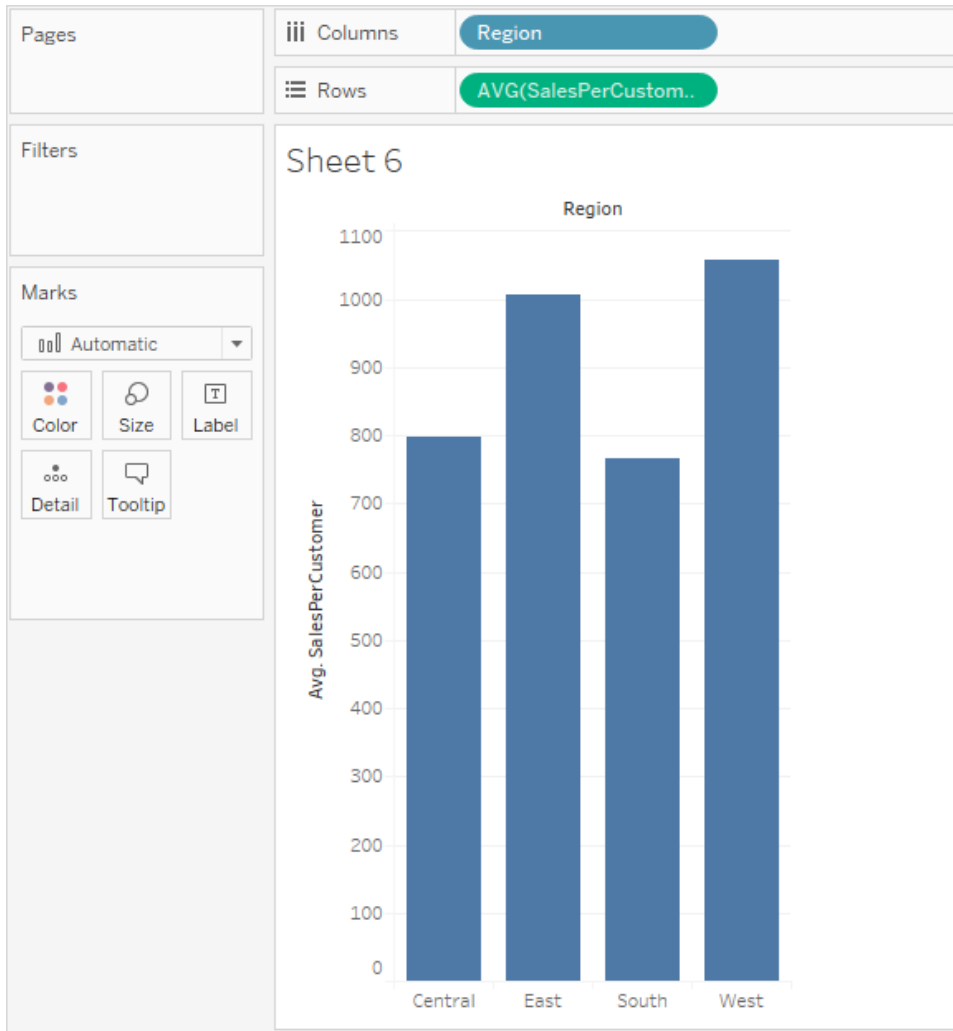 Pages
Columns
Region
Rows
AVG(SalesPerCustom..
Filters
Marks
Automatic
Color
Size
T
Label
Detail
Tooltip
Sheet 6
Region
Avg. SalesPerCustomer
1100
1000
900
800
700
600
500
400
300
200
100
0
Central East South West